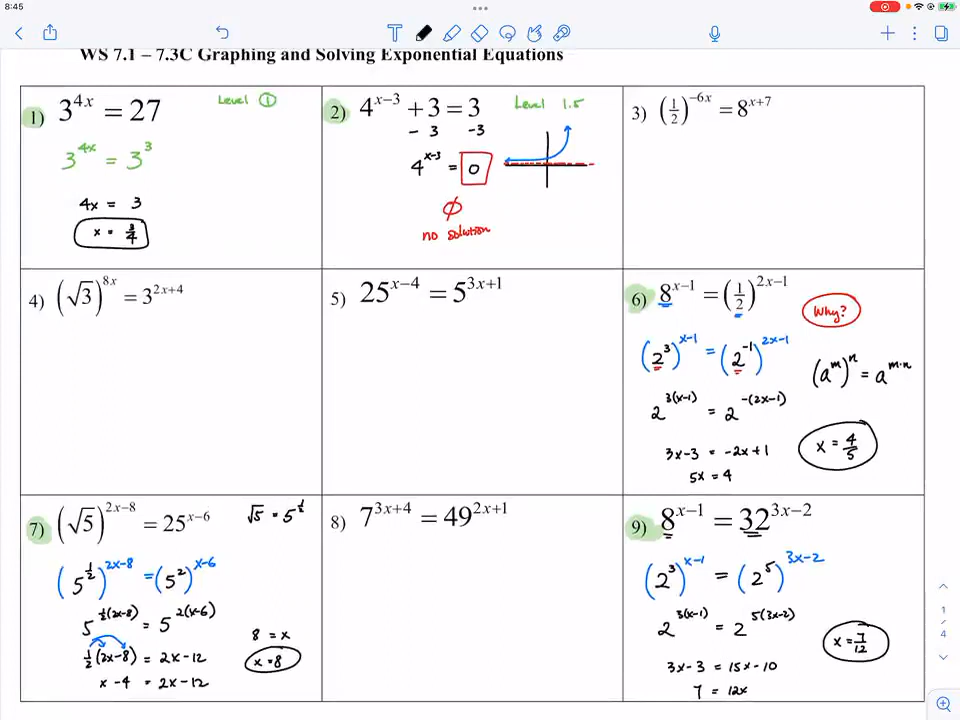 8:45
WS 7.1 – 7.3C Graphing and Solving Exponential Equations
1) 3^{4x} = 27
Level ①
3^{4x} = 3^3
4x = 3
x = 3/4
2) 4^{x−3} + 3 = 3
Level 1.5
− 3 −3
4^{x−3} = 0
∅
no solution
3) (1/2)^{−6x} = 8^{x+7}
4) (√3)^{8x} = 3^{2x+4}
5) 25^{x−4} = 5^{3x+1}
6) 8^{x−1} = (1/2)^{2x−1}
Why?
(2^3)^{x−1} = (2^{−1})^{2x−1}
(a^m)^n = a^{m·n}
2^{3(x−1)} = 2^{−(2x−1)}
3x−3 = −2x+1
5x = 4
x = 4/5
7) (√5)^{2x−8} = 25^{x−6}
√5 = 5^{1/2}
(5^{1/2})^{2x−8} = (5^2)^{x−6}
5^{1/2(2x−8)} = 5^{2(x−6)}
1/2(2x−8) = 2x−12
x−4 = 2x−12
8 = x
x = 8
8) 7^{3x+4} = 49^{2x+1}
9) 8^{x−1} = 32^{3x−2}
(2^3)^{x−1} = (2^5)^{3x−2}
2^{3(x−1)} = 2^{5(3x−2)}
3x−3 = 15x−10
7 = 12x
x = 7/12
1
/
4